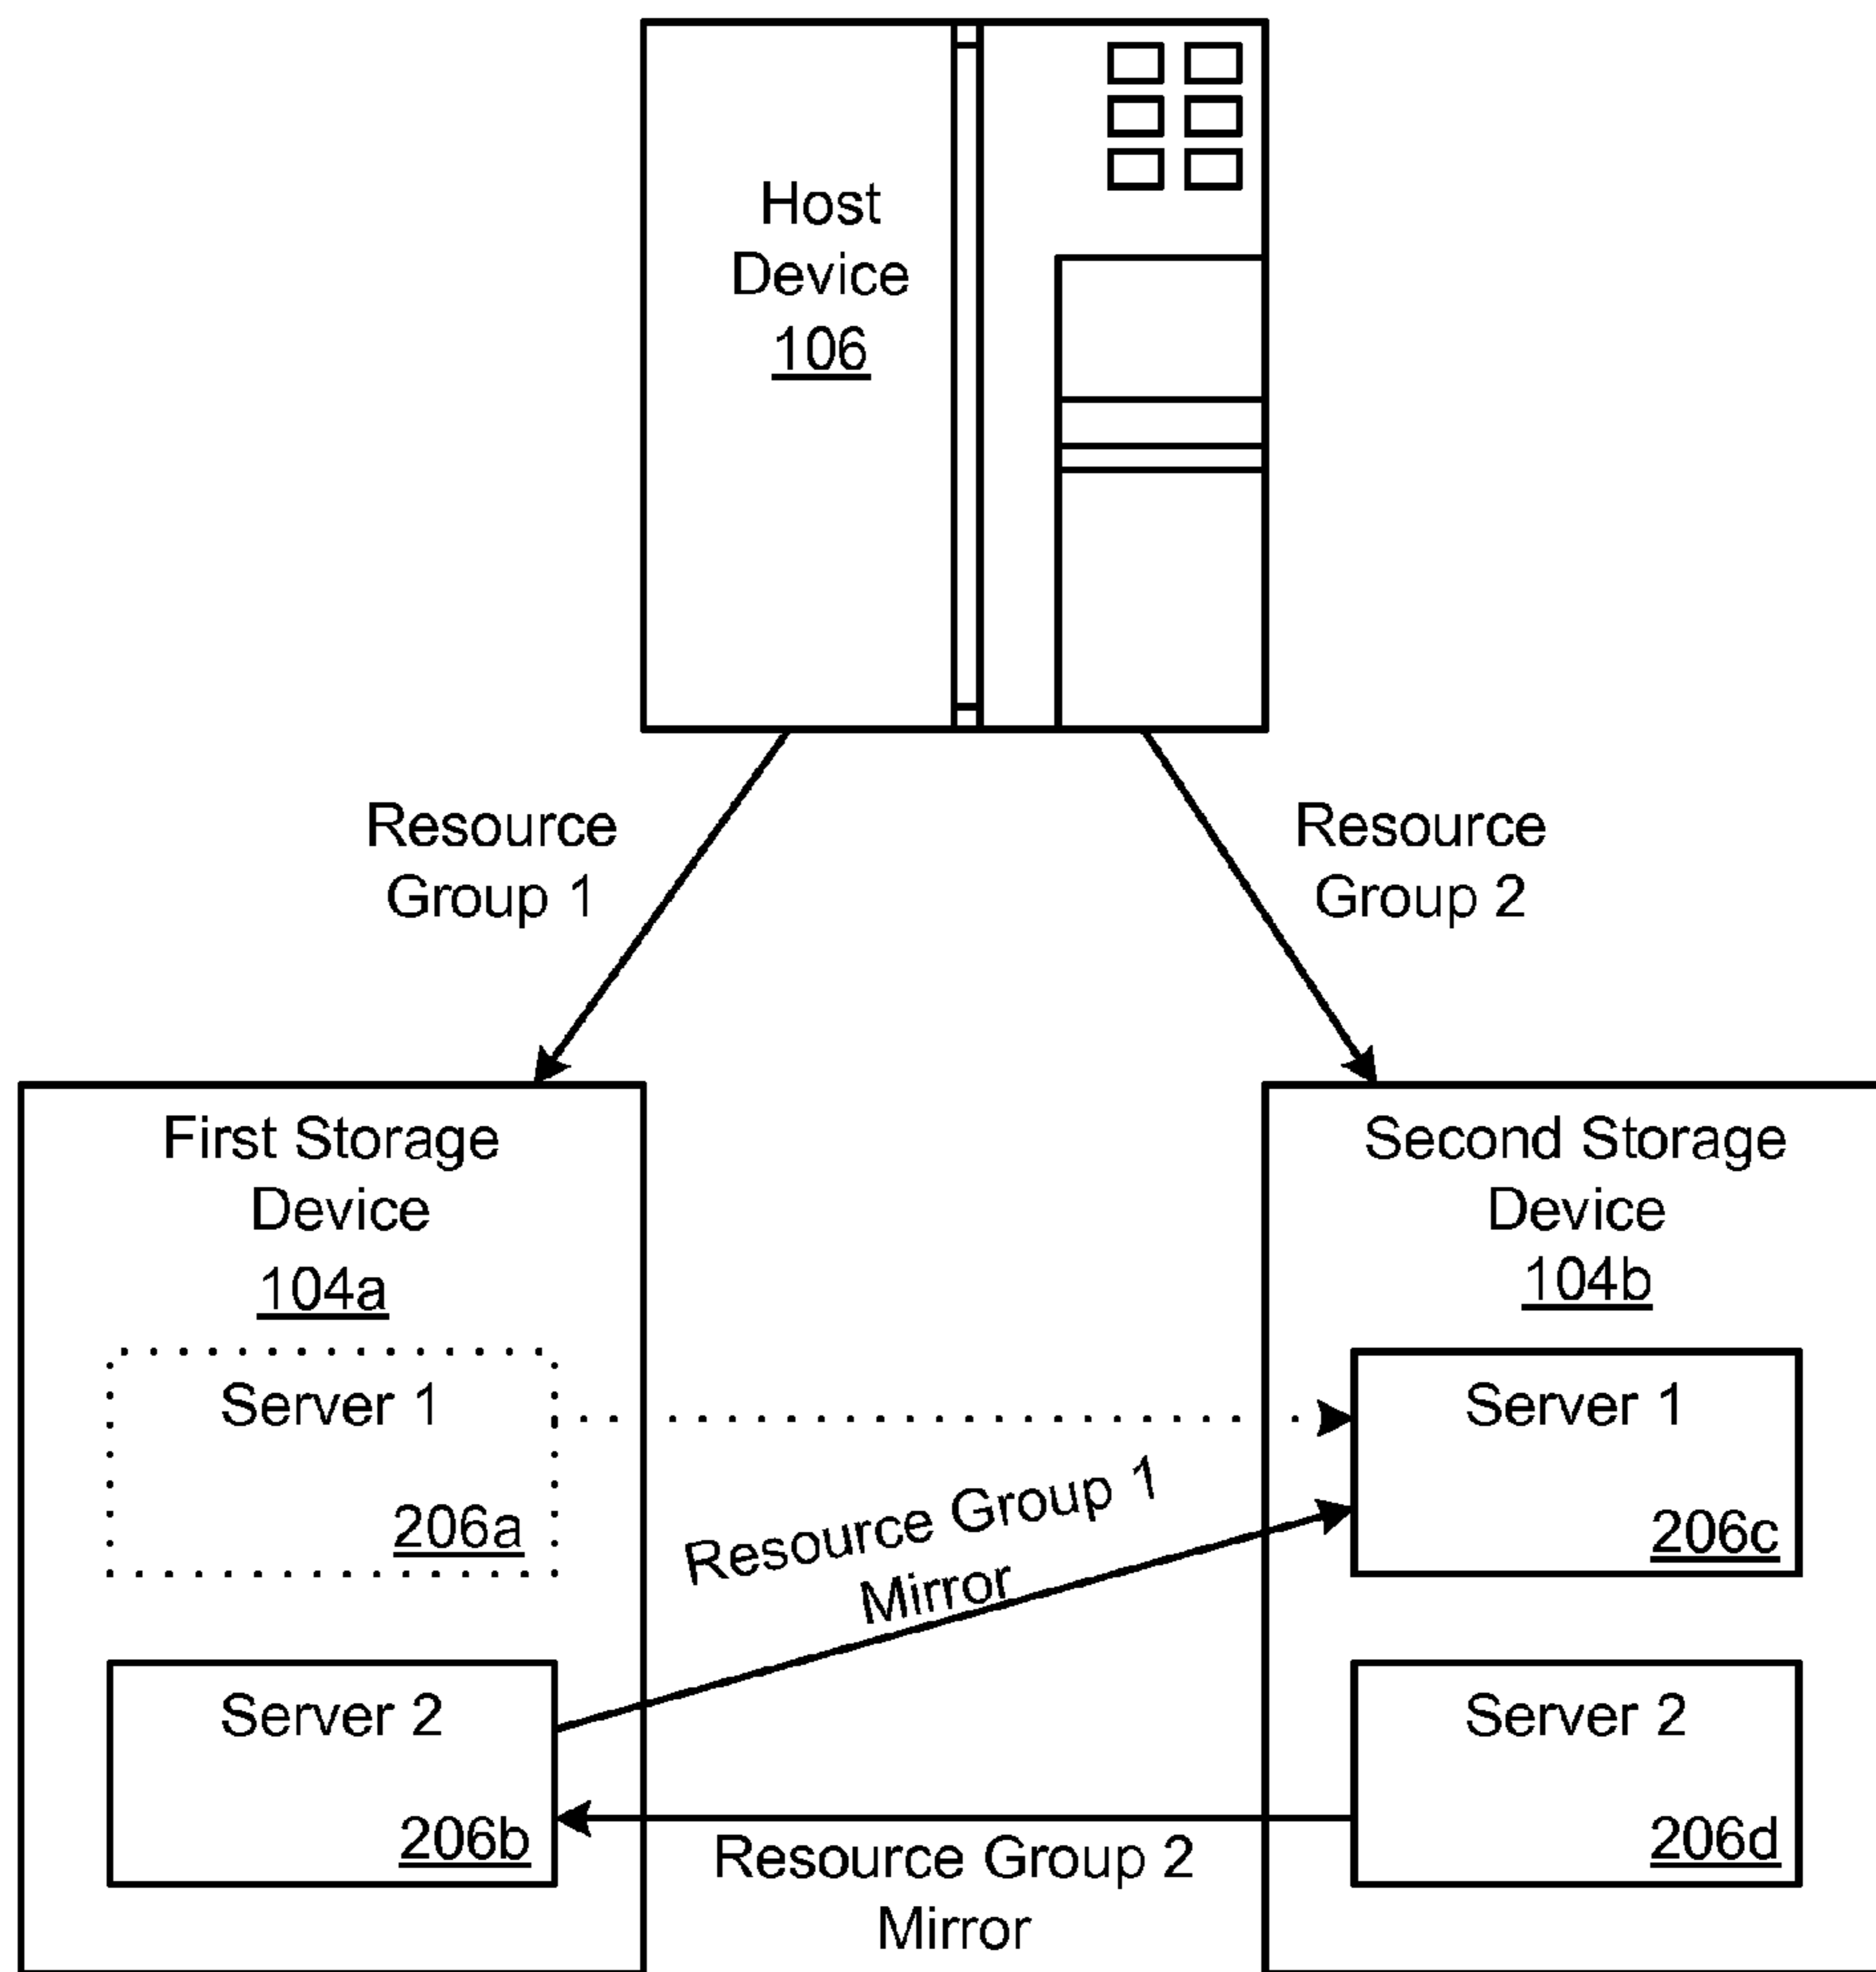 Host
Device
106
Resource
Group 1
Resource
Group 2
First Storage
Device
104a
Second Storage
Device
104b
Server 1
206a
Server 1
206c
Resource Group 1
Mirror
Server 2
206b
Server 2
206d
Resource Group 2
Mirror